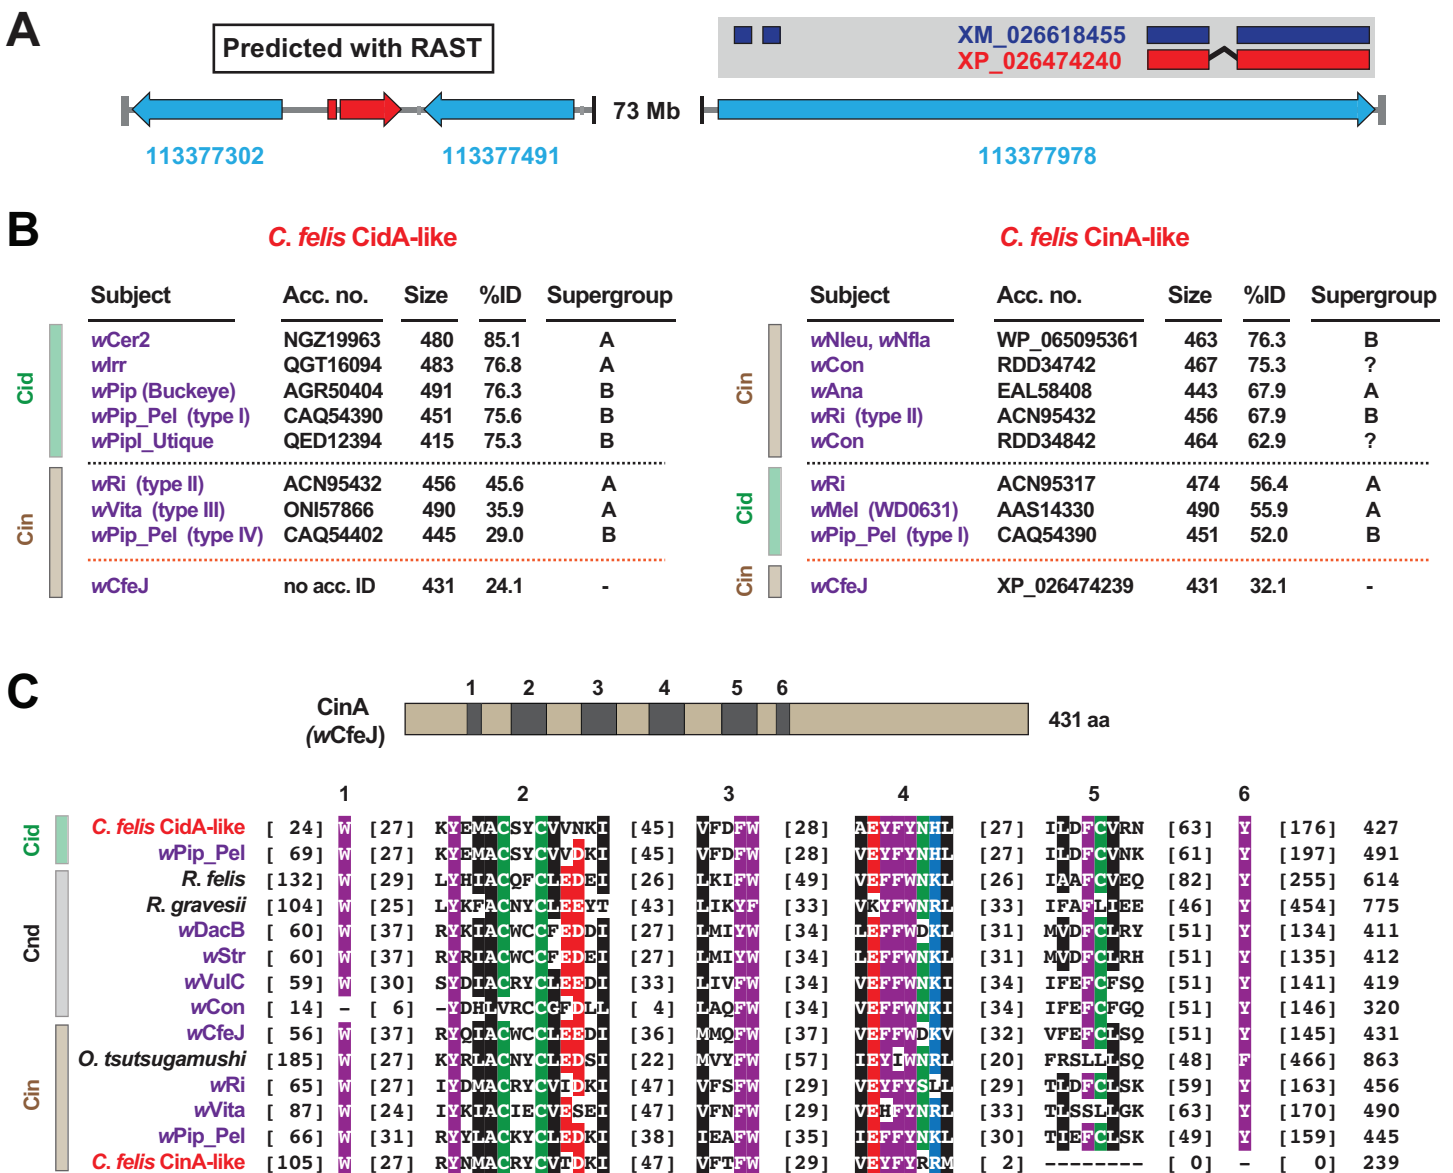 A
Predicted with RAST
XM_026618455
XP_026474240
73 Mb
113377302
113377491
113377978
B
C. felis CidA-like
C. felis CinA-like
Subject Acc. no. Size %ID Supergroup
Subject Acc. no. Size %ID Supergroup
Cid
wCer2 NGZ19963 480 85.1 A
wIrr QGT16094 483 76.8 A
wPip (Buckeye) AGR50404 491 76.3 B
wPip_Pel (type I) CAQ54390 451 75.6 B
wPipI_Utique QED12394 415 75.3 B
Cin
wRi (type II) ACN95432 456 45.6 A
wVita (type III) ONI57866 490 35.9 A
wPip_Pel (type IV) CAQ54402 445 29.0 B
wCfeJ no acc. ID 431 24.1 -
Cin
wNleu, wNfla WP_065095361 463 76.3 B
wCon RDD34742 467 75.3 ?
wAna EAL58408 443 67.9 A
wRi (type II) ACN95432 456 67.9 B
wCon RDD34842 464 62.9 ?
Cid
wRi ACN95317 474 56.4 A
wMel (WD0631) AAS14330 490 55.9 A
wPip_Pel (type I) CAQ54390 451 52.0 B
Cin
wCfeJ XP_026474239 431 32.1 -
C
1 2 3 4 5 6
CinA
(wCfeJ)
431 aa
1 2 3 4 5 6
Cid
C. felis CidA-like [ 24] W [27] KYEMACSYCVVNKI [45] VFDFW [28] AEYFYNHL [27] ILDFCVRN [63] Y [176] 427
wPip_Pel [ 69] W [27] KYEMACSYCVVDKI [45] VFDFW [28] VEYFYNHL [27] ILDFCVNK [61] Y [197] 491
Cnd
R. felis [132] W [29] LYHIACQFCLEDEI [26] LKIFW [49] VEYFWNKL [26] IAAFCVEQ [82] Y [255] 614
R. gravesii [104] W [25] LYKFACNYCLEEYT [43] LIKYF [33] VKYFWNRL [33] IFAFLIEE [46] Y [454] 775
wDacB [ 60] W [37] RYKIACWCCFEDDI [27] LMIYW [34] LEFFWDKL [31] MVDFCLRY [51] Y [134] 411
wStr [ 60] W [37] RYRIACWCCFEDEI [27] LMIYW [34] LEFFWNKL [31] MVDFCLRH [51] Y [135] 412
wVulC [ 59] W [30] SYDIACRYCLEEDI [33] LIVFW [34] VEFFWNKI [34] IFEFCFSQ [51] Y [141] 419
wCon [ 14] - [ 6] -YDHLVRCCGFDLL [ 4] LAQFW [34] VEFFWNKI [34] IFEFCFGQ [51] Y [146] 320
Cin
wCfeJ [ 56] W [37] RYQIACWCCLEEDI [36] MMQFW [37] VEFFWDKV [32] VFEFCLSQ [51] Y [145] 431
O. tsutsugamushi [185] W [27] KYRLACNYCLEDSI [22] MVYFW [57] IEYIWNRL [20] FRSLLLSQ [48] F [466] 863
wRi [ 65] W [27] IYDMACRYCVIDKI [47] VFSFW [29] VEYFYSLL [29] TLDFCLSK [59] Y [163] 456
wVita [ 87] W [24] IYKIACIECVESEI [47] VFNFW [29] VEHFYNRL [33] TLSSLLGK [63] Y [170] 490
wPip_Pel [ 66] W [31] RYYLACKYCLEDKI [38] IEAFW [35] IEFFYNKL [30] TIEFCLSK [49] Y [159] 445
C. felis CinA-like [105] W [27] RYNMACRYCVTDKI [47] VFTFW [29] VEYFYRRM [ 2] -------- [ 0] - [ 0] 239